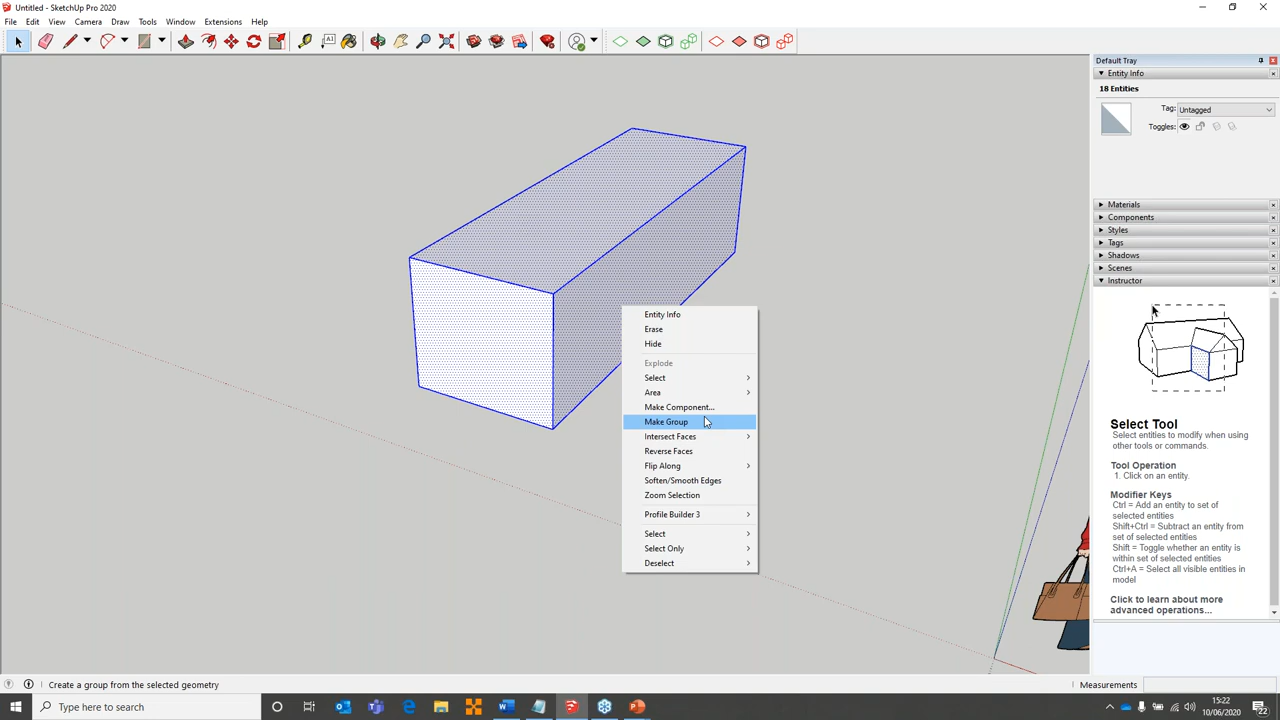 Untitled - SketchUp Pro 2020
File Edit View Camera Draw Tools Window Extensions Help
Default Tray
Entity Info
18 Entities
Tag: Untagged
Toggles:
Materials
Components
Styles
Tags
Shadows
Scenes
Instructor
Entity Info
Erase
Hide
Explode
Select
Area
Make Component...
Make Group
Intersect Faces
Reverse Faces
Flip Along
Soften/Smooth Edges
Zoom Selection
Profile Builder 3
Select
Select Only
Deselect
Select Tool
Select entities to modify when using
other tools or commands.
Tool Operation
1. Click on an entity.
Modifier Keys
Ctrl = Add an entity to set of
selected entities
Shift+Ctrl = Subtract an entity from
set of selected entities
Shift = Toggle whether an entity is
within set of selected entities
Ctrl+A = Select all visible entities in
model
Click to learn about more
advanced operations...
Create a group from the selected geometry
Measurements
Type here to search
15:22
10/06/2020
22